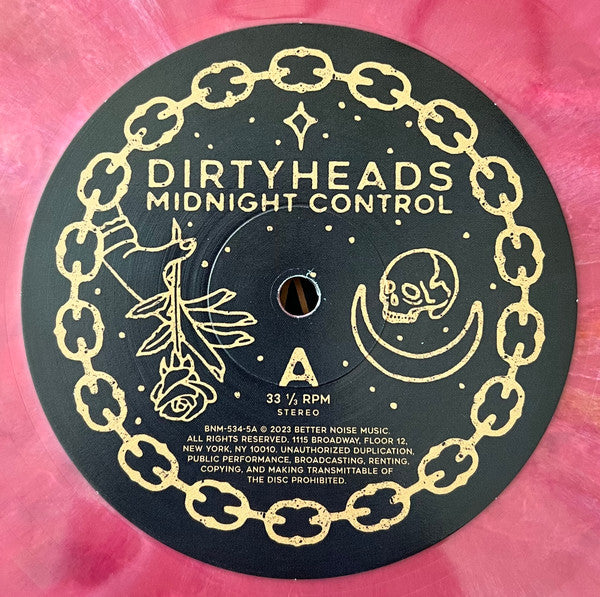 DIRTYHEADS
MIDNIGHT CONTROL
A
33 ⅓ RPM
STEREO
BNM-534-5A © 2023 BETTER NOISE MUSIC.
ALL RIGHTS RESERVED. 1115 BROADWAY, FLOOR 12,
NEW YORK, NY 10010. UNAUTHORIZED DUPLICATION,
PUBLIC PERFORMANCE, BROADCASTING, RENTING,
COPYING, AND MAKING TRANSMITTABLE OF
THE DISC PROHIBITED.